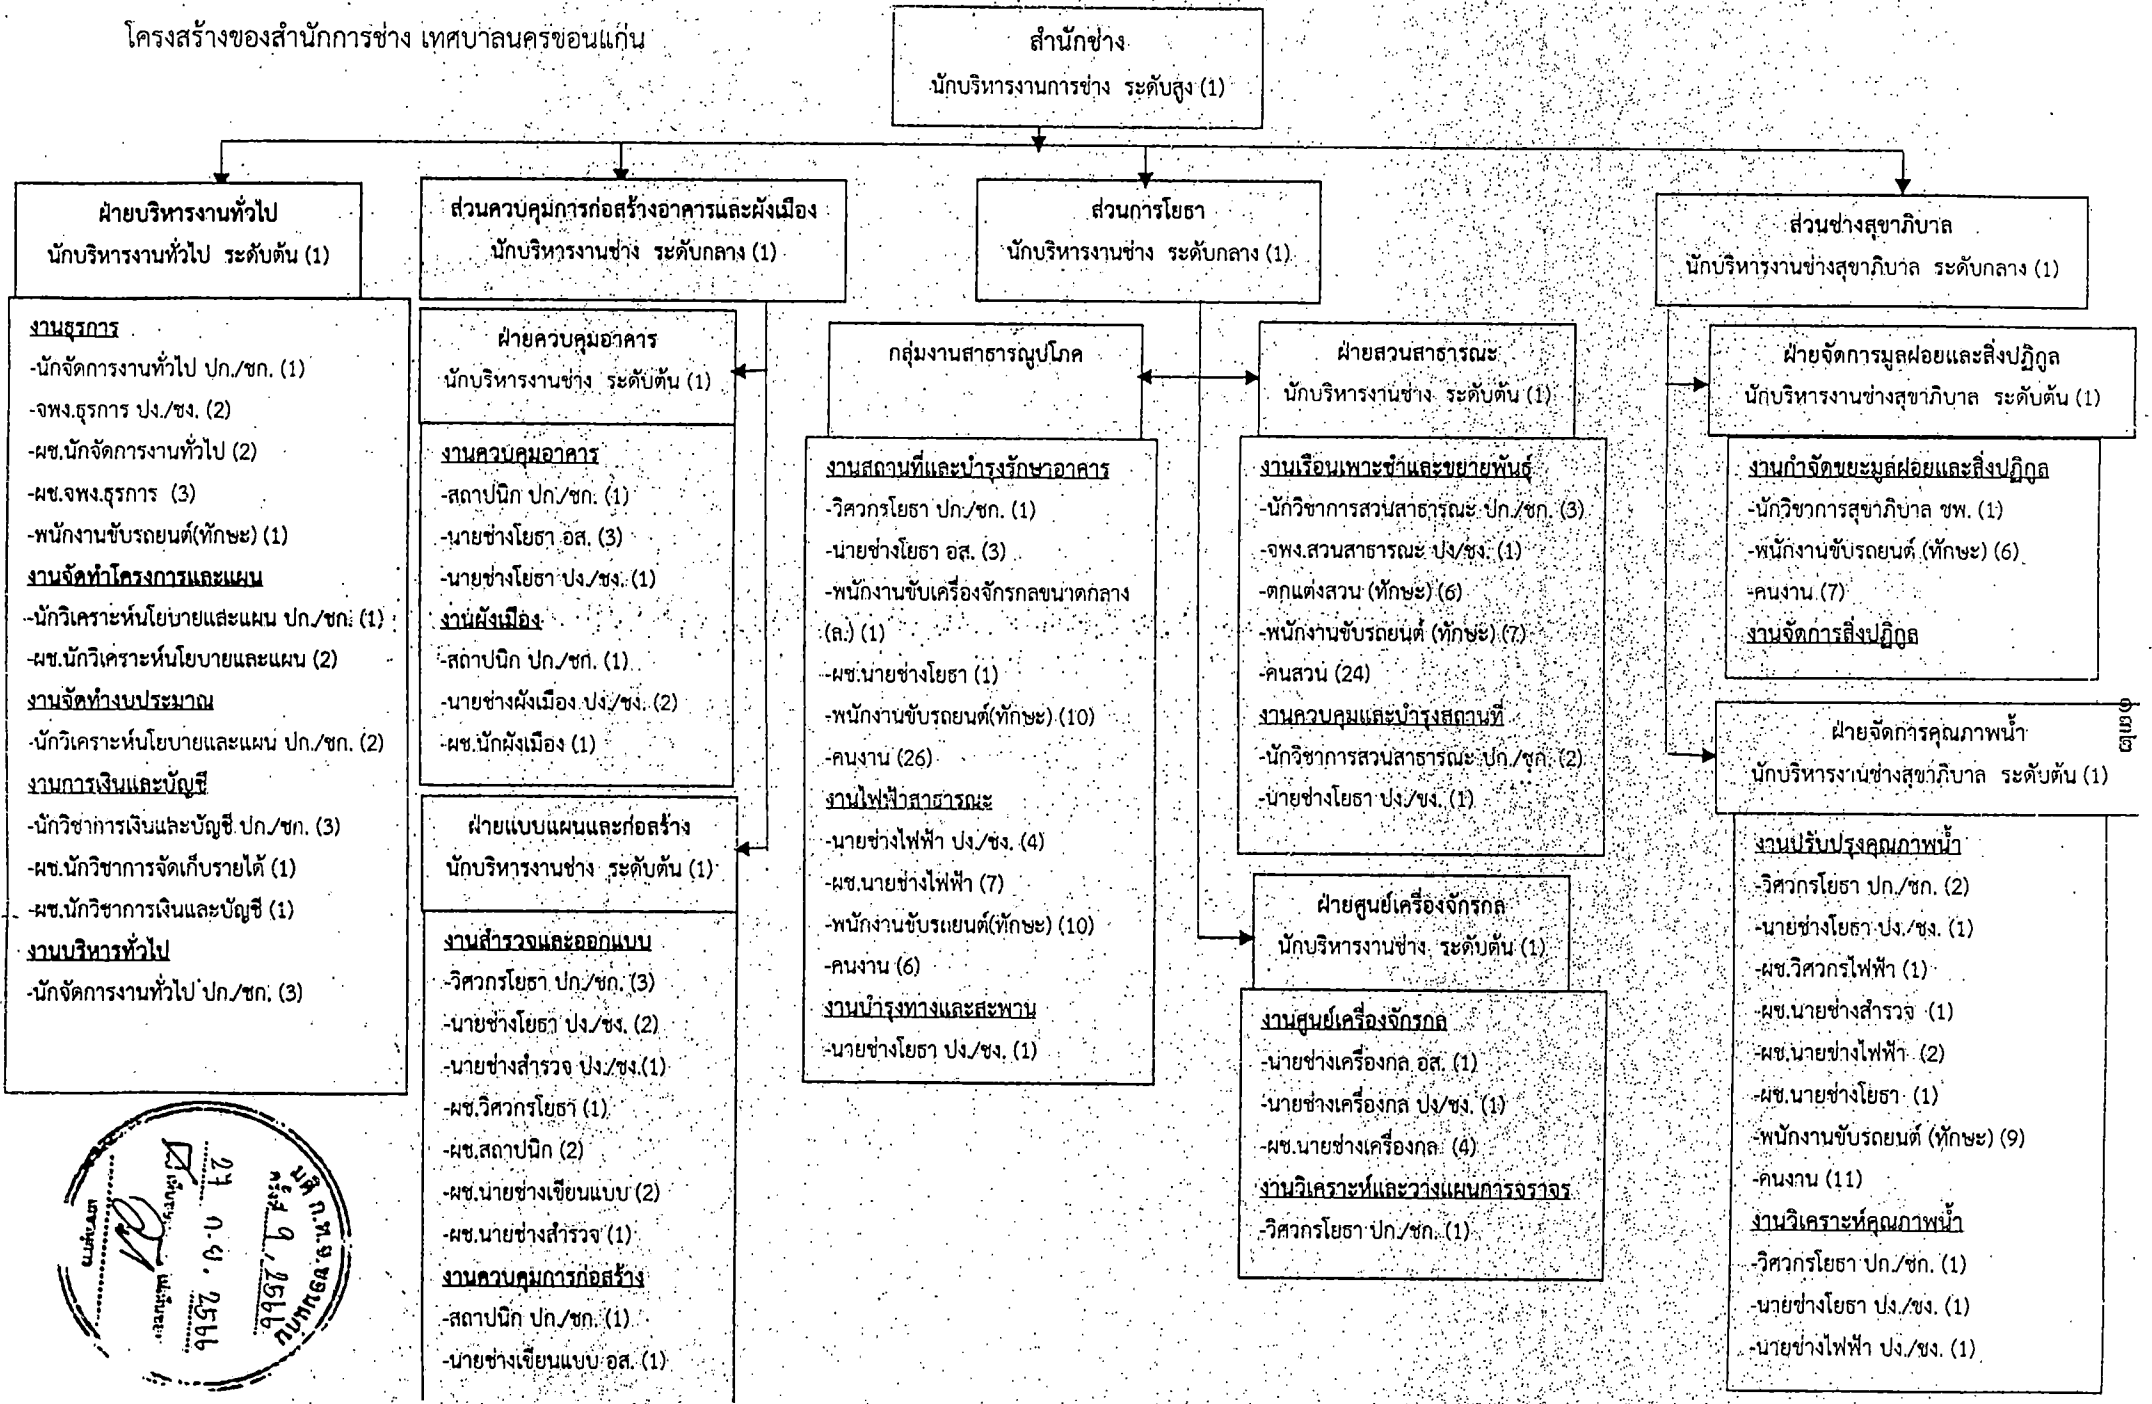 โครงสร้างของสำนักการช่าง เทศบาลนครขอนแก่น
สำนักช่าง
นักบริหารงานการช่าง ระดับสูง (1)
ฝ่ายบริหารงานทั่วไป
นักบริหารงานทั่วไป ระดับต้น (1)
งานธุรการ
-นักจัดการงานทั่วไป ปก./ชก. (1)
-จพง.ธุรการ ปง./ชง. (2)
-ผช.นักจัดการงานทั่วไป (2)
-ผช.จพง.ธุรการ (3)
-พนักงานขับรถยนต์(ทักษะ) (1)
งานจัดทำโครงการและแผน
-นักวิเคราะห์นโยบายและแผน ปก./ชก. (1)
-ผช.นักวิเคราะห์นโยบายและแผน (2)
งานจัดทำงบประมาณ
-นักวิเคราะห์นโยบายและแผน ปก./ชก. (2)
งานการเงินและบัญชี
-นักวิชาการเงินและบัญชี ปก./ชก. (3)
-ผช.นักวิชาการจัดเก็บรายได้ (1)
-ผช.นักวิชาการเงินและบัญชี (1)
งานบริหารทั่วไป
-นักจัดการงานทั่วไป ปก./ชก. (3)
ส่วนควบคุมการก่อสร้างอาคารและผังเมือง
นักบริหารงานช่าง ระดับกลาง (1)
ฝ่ายควบคุมอาคาร
นักบริหารงานช่าง ระดับต้น (1)
งานควบคุมอาคาร
-สถาปนิก ปก./ชก. (1)
-นายช่างโยธา อส. (3)
-นายช่างโยธา ปง./ชง. (1)
งานผังเมือง
-สถาปนิก ปก./ชก. (1)
-นายช่างผังเมือง ปง./ชง. (2)
-ผช.นักผังเมือง (1)
ฝ่ายแบบแผนและก่อสร้าง
นักบริหารงานช่าง ระดับต้น (1)
งานสำรวจและออกแบบ
-วิศวกรโยธา ปก./ชก. (3)
-นายช่างโยธา ปง./ชง. (2)
-นายช่างสำรวจ ปง./ชง.(1)
-ผช.วิศวกรโยธา (1)
-ผช.สถาปนิก (2)
-ผช.นายช่างเขียนแบบ (2)
-ผช.นายช่างสำรวจ (1)
งานควบคุมการก่อสร้าง
-สถาปนิก ปก./ชก. (1)
-นายช่างเขียนแบบ อส. (1)
ส่วนการโยธา
นักบริหารงานช่าง ระดับกลาง (1)
กลุ่มงานสาธารณูปโภค
งานสถานที่และบำรุงรักษาอาคาร
-วิศวกรโยธา ปก./ชก. (1)
-นายช่างโยธา อส. (3)
-พนักงานขับเครื่องจักรกลขนาดกลาง
(ล.) (1)
-ผช.นายช่างโยธา (1)
-พนักงานขับรถยนต์(ทักษะ) (10)
-คนงาน (26)
งานไฟฟ้าสาธารณะ
-นายช่างไฟฟ้า ปง./ชง. (4)
-ผช.นายช่างไฟฟ้า (7)
-พนักงานขับรถยนต์(ทักษะ) (10)
-คนงาน (6)
งานบำรุงทางและสะพาน
-นายช่างโยธา ปง./ชง. (1)
ฝ่ายสวนสาธารณะ
นักบริหารงานช่าง ระดับต้น (1)
งานเรือนเพาะชำและขยายพันธุ์
-นักวิชาการสวนสาธารณะ ปก./ชก. (3)
-จพง.สวนสาธารณะ ปง/ชง. (1)
-ตกแต่งสวน (ทักษะ) (6)
-พนักงานขับรถยนต์ (ทักษะ) (7)
-คนสวน (24)
งานควบคุมและบำรุงสถานที่
-นักวิชาการสวนสาธารณะ ปก./ชก. (2)
-นายช่างโยธา ปง./ชง. (1)
ฝ่ายศูนย์เครื่องจักรกล
นักบริหารงานช่าง ระดับต้น (1)
งานศูนย์เครื่องจักรกล
-นายช่างเครื่องกล อส. (1)
-นายช่างเครื่องกล ปง/ชง. (1)
-ผช.นายช่างเครื่องกล (4)
งานวิเคราะห์และวางแผนการจราจร
-วิศวกรโยธา ปก./ชก. (1)
ส่วนช่างสุขาภิบาล
นักบริหารงานช่างสุขาภิบาล ระดับกลาง (1)
ฝ่ายจัดการมูลฝอยและสิ่งปฏิกูล
นักบริหารงานช่างสุขาภิบาล ระดับต้น (1)
งานกำจัดขยะมูลฝอยและสิ่งปฏิกูล
-นักวิชาการสุขาภิบาล ชพ. (1)
-พนักงานขับรถยนต์ (ทักษะ) (6)
-คนงาน (7)
งานจัดการสิ่งปฏิกูล
ฝ่ายจัดการคุณภาพน้ำ
นักบริหารงานช่างสุขาภิบาล ระดับต้น (1)
งานปรับปรุงคุณภาพน้ำ
-วิศวกรโยธา ปก./ชก. (2)
-นายช่างโยธา ปง./ชง. (1)
-ผช.วิศวกรไฟฟ้า (1)
-ผช.นายช่างสำรวจ (1)
-ผช.นายช่างไฟฟ้า (2)
-ผช.นายช่างโยธา (1)
-พนักงานขับรถยนต์ (ทักษะ) (9)
-คนงาน (11)
งานวิเคราะห์คุณภาพน้ำ
-วิศวกรโยธา ปก./ชก. (1)
-นายช่างโยธา ปง./ชง. (1)
-นายช่างไฟฟ้า ปง./ชง. (1)
มติ ก.ท.จ.ขอนแก่น
ครั้งที่ 9 / 2566
27 ก.ย. 2566
เลขานุการ